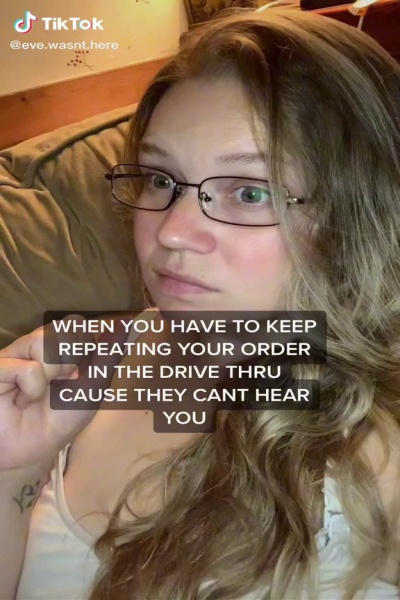 TikTok
@eve.wasnt.here
WHEN YOU HAVE TO KEEP
REPEATING YOUR ORDER
IN THE DRIVE THRU
CAUSE THEY CANT HEAR
YOU